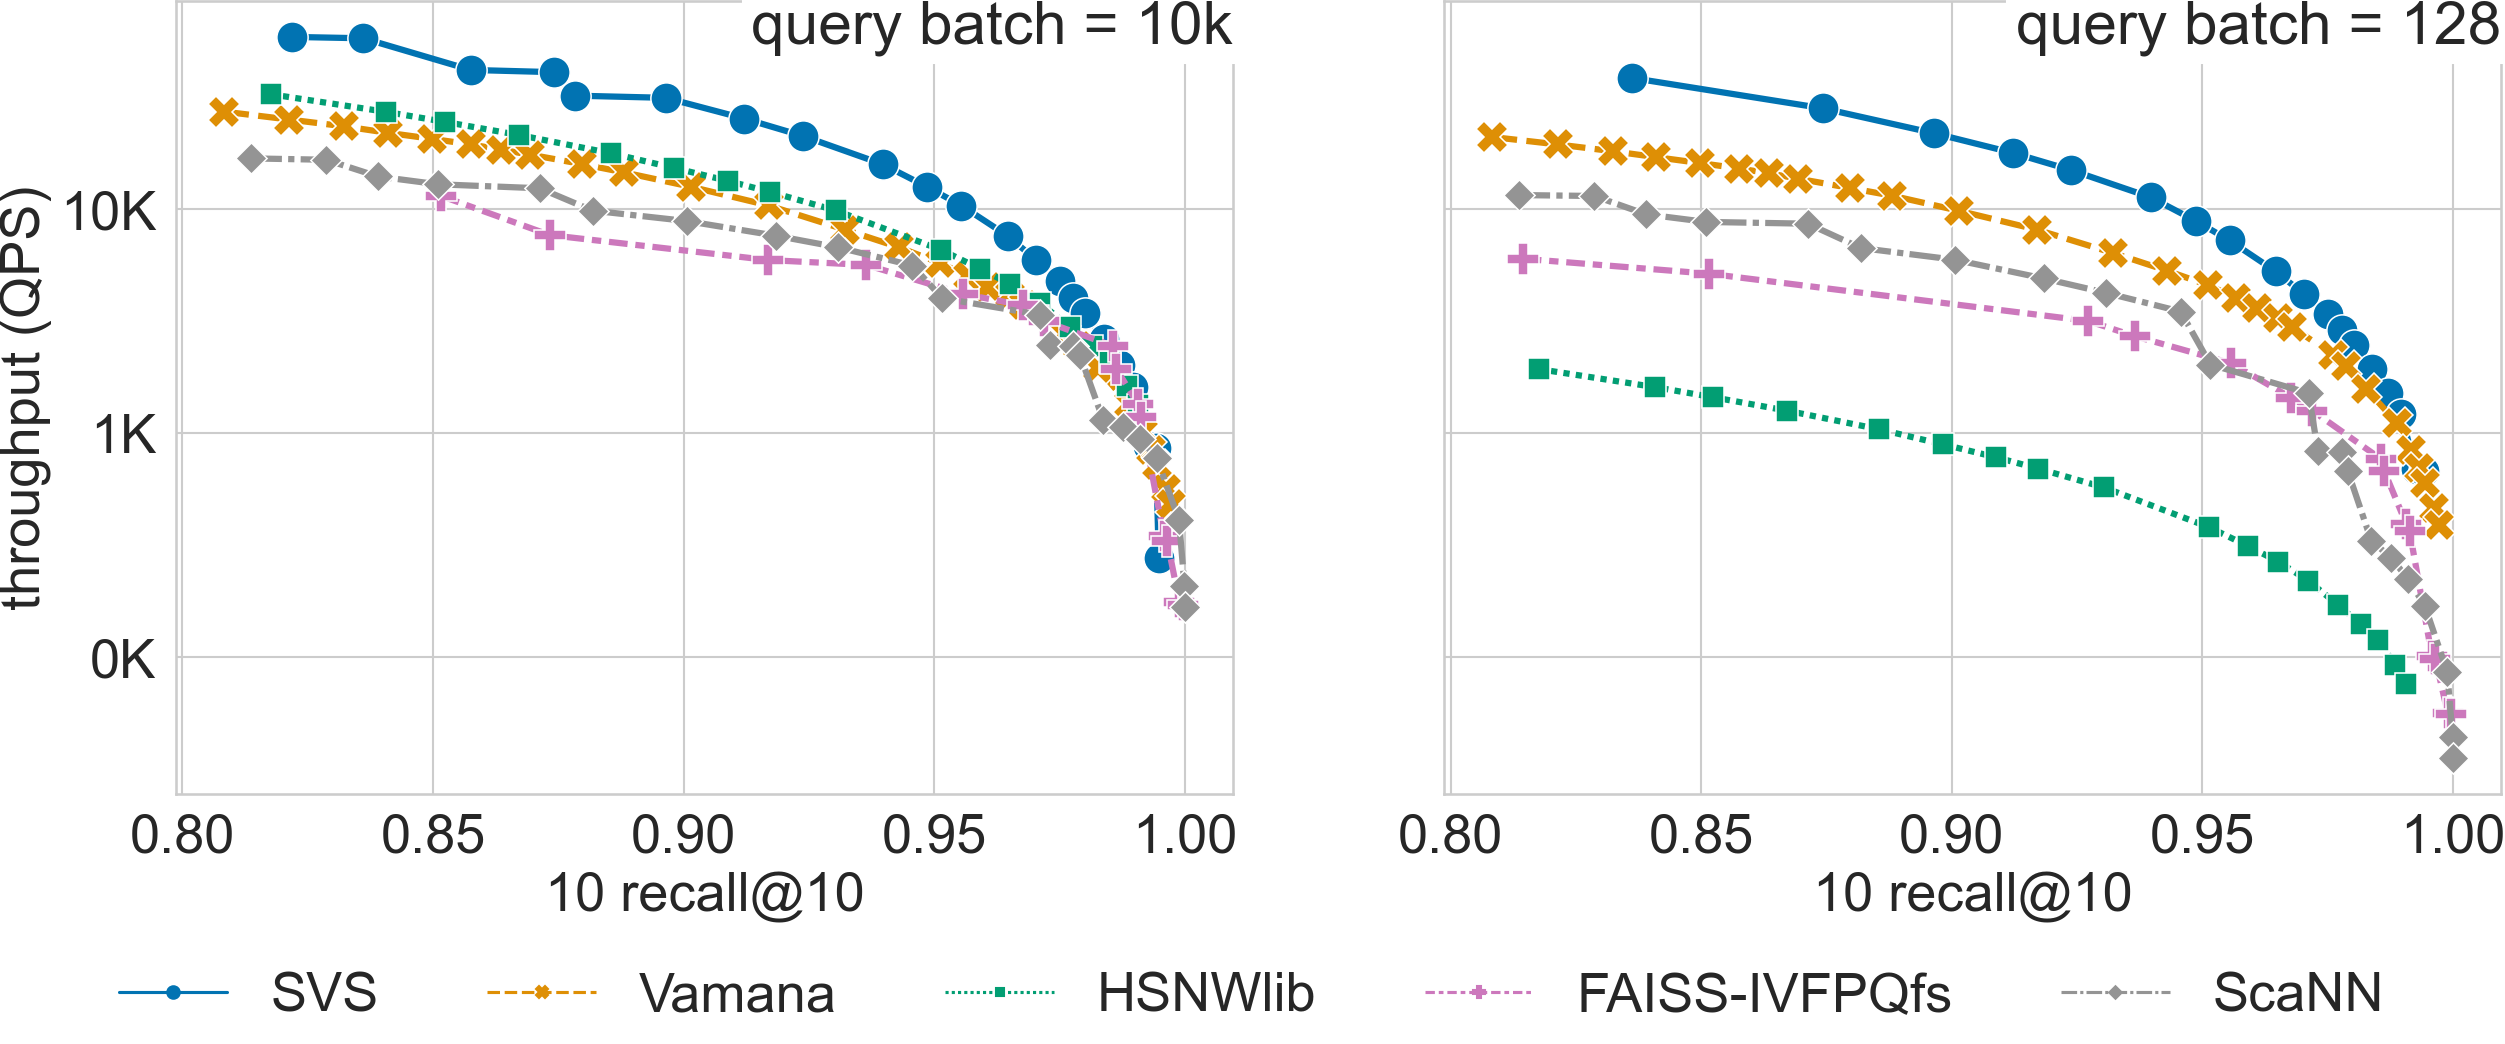 query batch = 10k
query batch = 128
throughput (QPS)
10K
1K
0K
0.80 0.85 0.90 0.95 1.00
0.80 0.85 0.90 0.95 1.00
10 recall@10
10 recall@10
SVS Vamana HSNWlib FAISS-IVFPQfs ScaNN